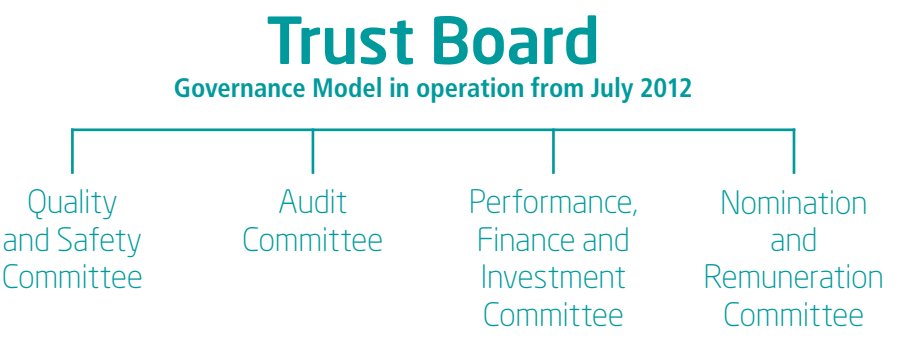 Trust Board
Governance Model in operation from July 2012
Quality
and Safety
Committee
Audit
Committee
Performance,
Finance and
Investment
Committee
Nomination
and
Remuneration
Committee